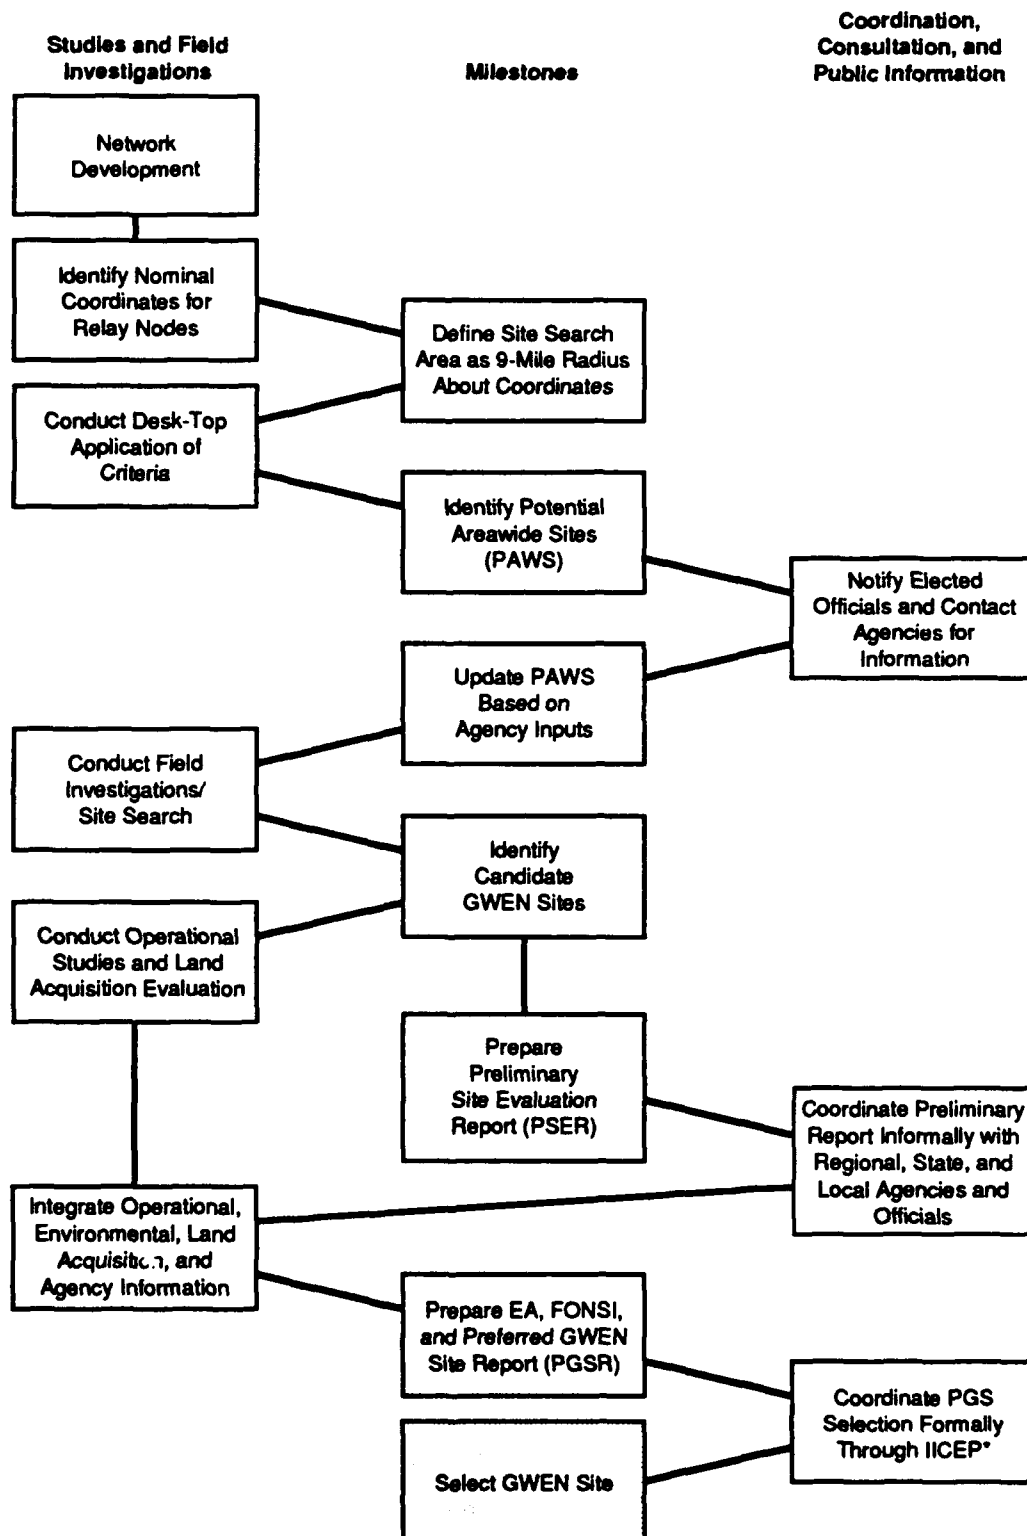 Studies and Field
Investigations
Milestones
Coordination,
Consultation, and
Public Information
Network
Development
Identify Nominal
Coordinates for
Relay Nodes
Define Site Search
Area as 9-Mile Radius
About Coordinates
Conduct Desk-Top
Application of
Criteria
Identify Potential
Areawide Sites
(PAWS)
Notify Elected
Officials and Contact
Agencies for
Information
Update PAWS
Based on
Agency Inputs
Conduct Field
Investigations/
Site Search
Identify
Candidate
GWEN Sites
Conduct Operational
Studies and Land
Acquisition Evaluation
Prepare
Preliminary
Site Evaluation
Report (PSER)
Coordinate Preliminary
Report Informally with
Regional, State, and
Local Agencies and
Officials
Integrate Operational,
Environmental, Land
Acquisition, and
Agency Information
Prepare EA, FONSI,
and Preferred GWEN
Site Report (PGSR)
Coordinate PGS
Selection Formally
Through IICEP*
Select GWEN Site